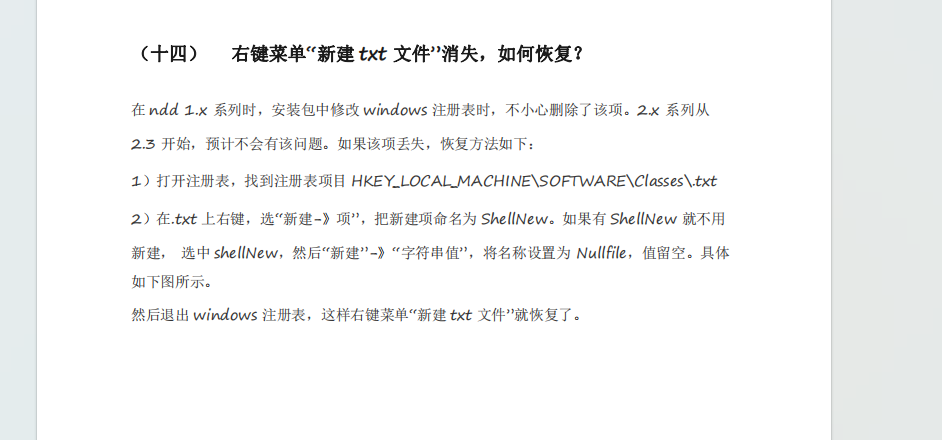 （十四） 右键菜单“新建 txt 文件”消失，如何恢复？
在 ndd 1.x 系列时，安装包中修改 windows 注册表时，不小心删除了该项。2.x 系列从
2.3 开始，预计不会有该问题。如果该项丢失，恢复方法如下：
1）打开注册表，找到注册表项目 HKEY_LOCAL_MACHINE\SOFTWARE\Classes\.txt
2）在.txt 上右键，选“新建-》项”，把新建项命名为 ShellNew。如果有 ShellNew 就不用
新建， 选中 shellNew，然后“新建”-》“字符串值”，将名称设置为 Nullfile，值留空。具体
如下图所示。
然后退出 windows 注册表，这样右键菜单“新建 txt 文件”就恢复了。